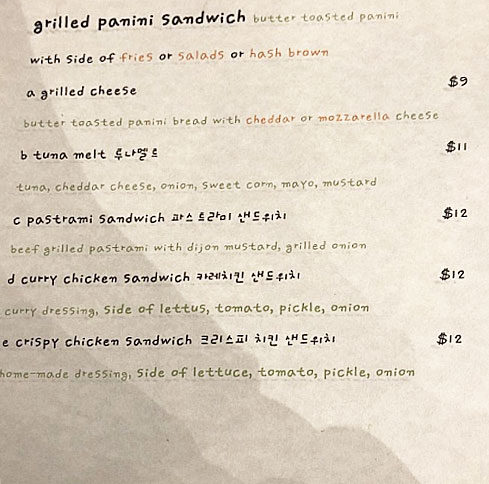 grilled panini sandwich butter toasted panini
with side of fries or salads or hash brown
a grilled cheese $9
butter toasted panini bread with cheddar or mozzarella cheese
b tuna melt 투나멜트 $11
tuna, cheddar cheese, onion, sweet corn, mayo, mustard
c pastrami sandwich 파스트라미 샌드위치 $12
beef grilled pastrami with dijon mustard, grilled onion
d curry chicken sandwich 카레치킨 샌드위치 $12
curry dressing, side of lettus, tomato, pickle, onion
e crispy chicken sandwich 크리스피 치킨 샌드위치 $12
home-made dressing, side of lettuce, tomato, pickle, onion